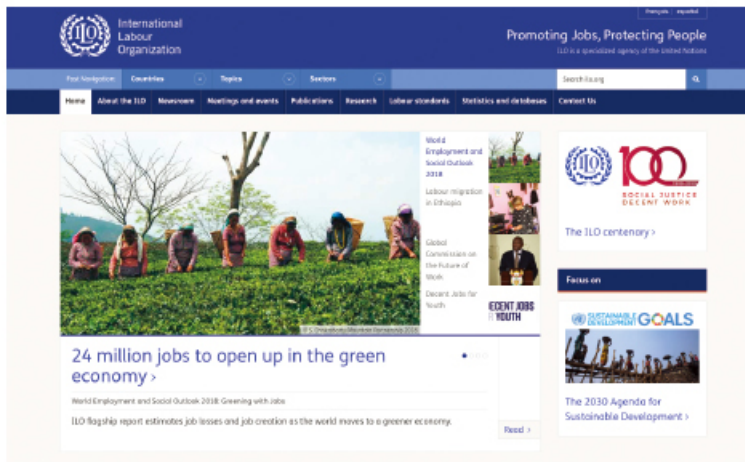 Français español
International
Labour
Organization
Promoting Jobs, Protecting People
ILO is a specialized agency of the United Nations
Fast Navigation Countries Topics Sectors
Search ilo.org
Home About the ILO Newsroom Meetings and events Publications Research Labour standards Statistics and databases Contact Us
World
Employment and
Social Outlook
2018
Labour migration
in Ethiopia
Global
Commission on
the Future of
Work
Decent Jobs for
Youth
ECENT JOBS
R YOUTH
ILO
100
SOCIAL JUSTICE
DECENT WORK
The ILO centenary >
Focus on
SUSTAINABLE
DEVELOPMENT GOALS
The 2030 Agenda for
Sustainable Development >
24 million jobs to open up in the green
economy >
World Employment and Social Outlook 2018: Greening with jobs
ILO flagship report estimates job losses and job creation as the world moves to a greener economy.
Read >